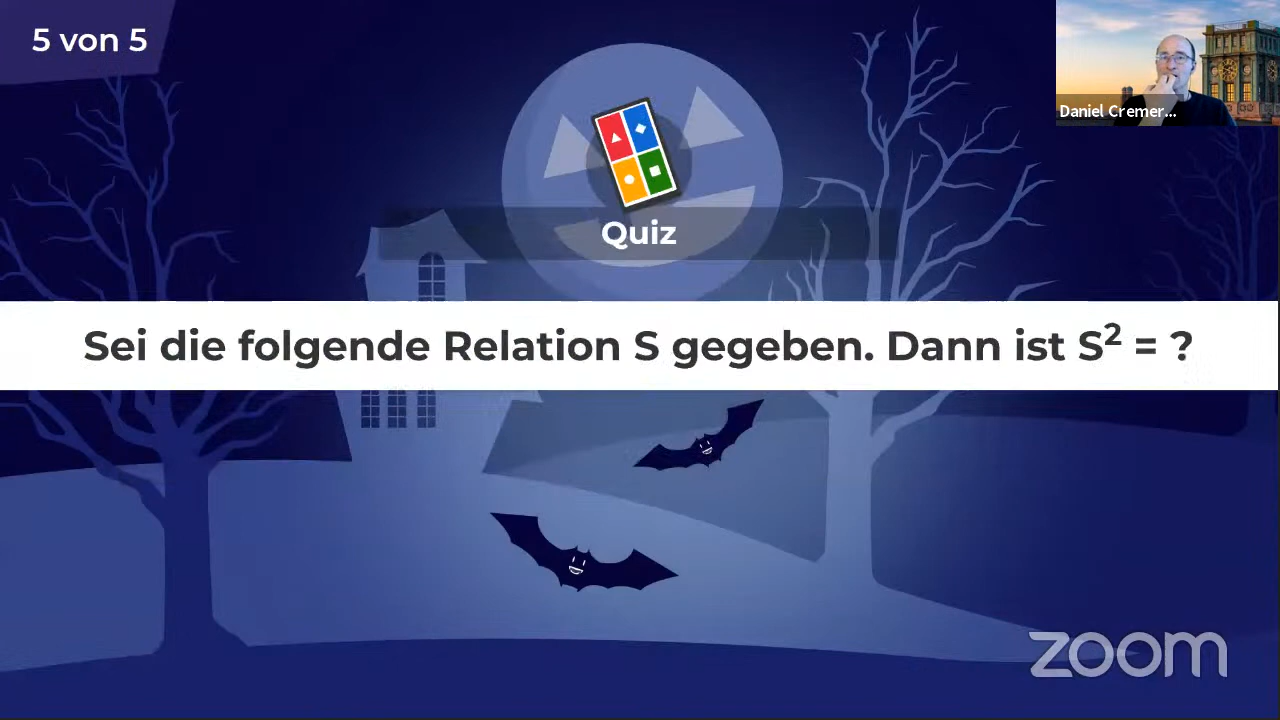 5 von 5
Daniel Cremer...
Quiz
Sei die folgende Relation S gegeben. Dann ist S² = ?
zoom